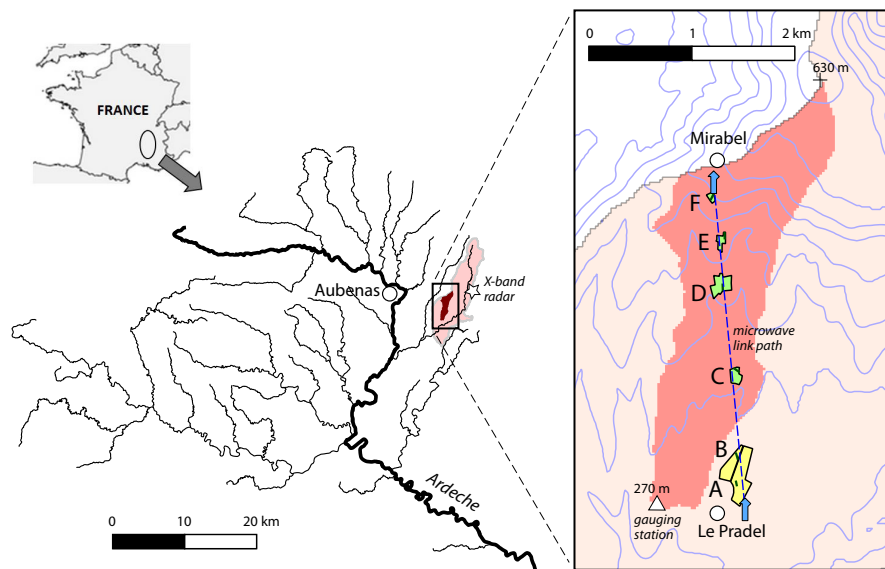 FRANCE
Aubenas
X-band
radar
Ardeche
0 10 20 km
0 1 2 km
630 m
Mirabel
F
E
D
microwave
link path
C
B
A
270 m
gauging
station
Le Pradel